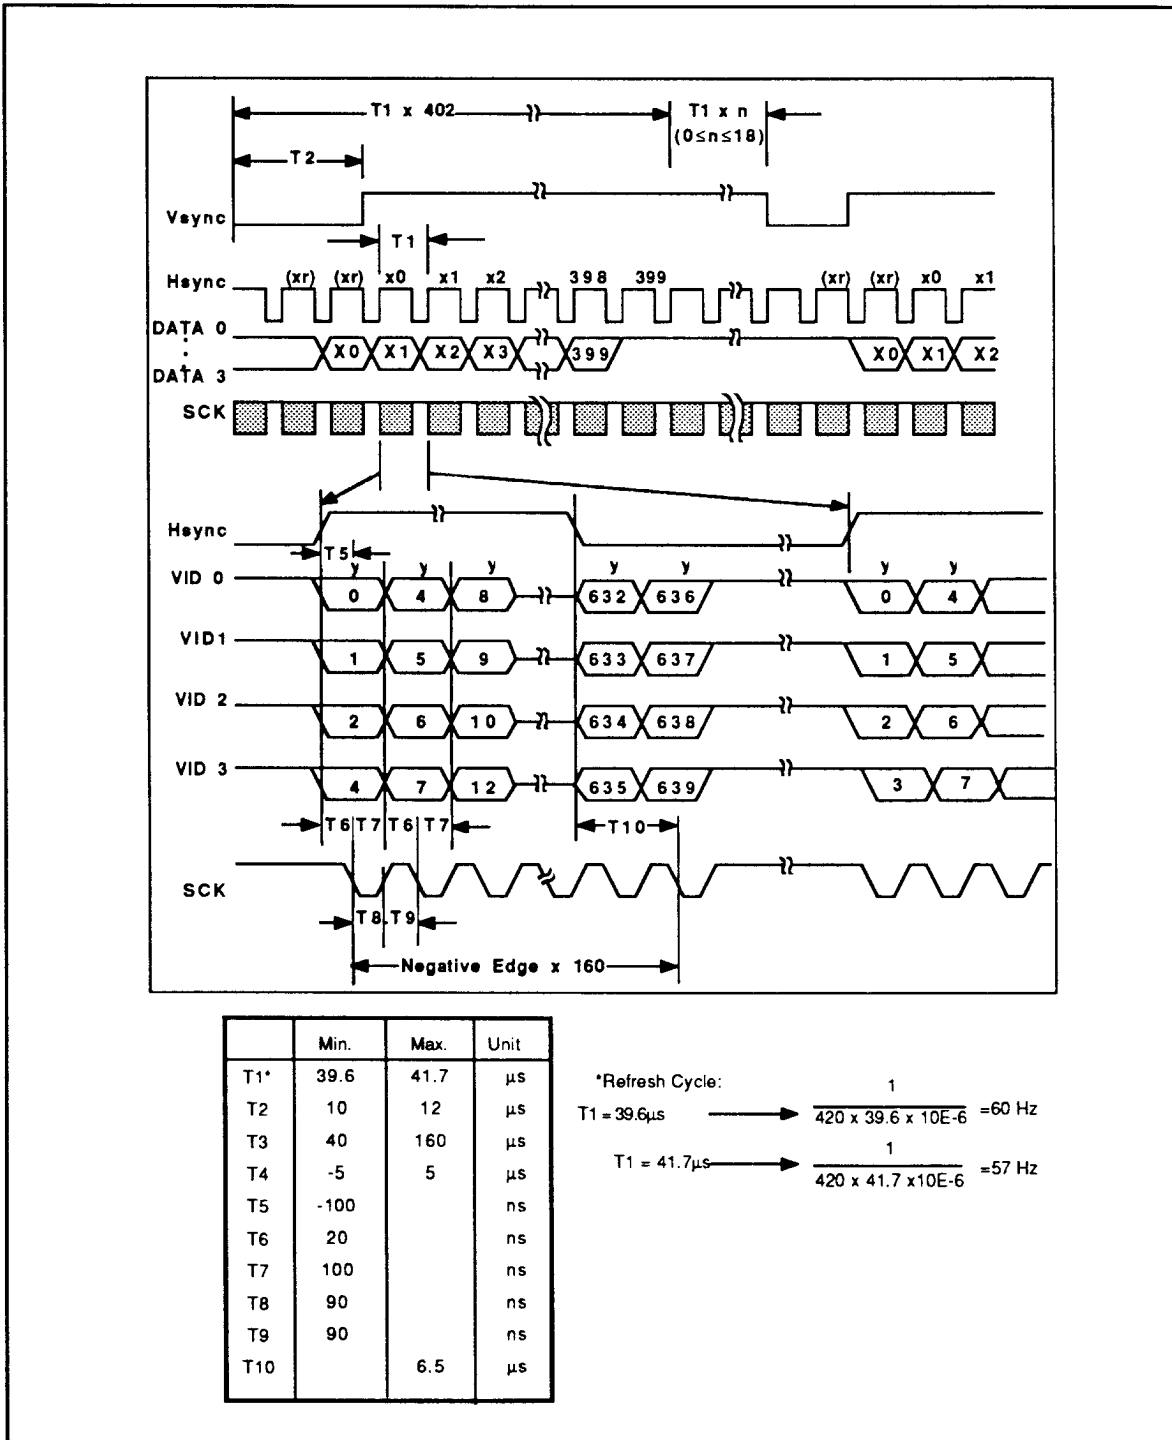 T1 x 402
T1 x n
(0≤n≤18)
T2
Vsync
T1
Hsync (xr) (xr) x0 x1 x2 398 399 (xr) (xr) x0 x1
DATA 0
X0 X1 X2 X3 399 X0 X1 X2
DATA 3
SCK
Hsync
T5
y y y y y y y
VID 0 0 4 8 632 636 0 4
VID1 1 5 9 633 637 1 5
VID 2 2 6 10 634 638 2 6
VID 3 4 7 12 635 639 3 7
T6 T7 T6 T7 T10
SCK
T8 T9
Negative Edge x 160
Min. Max. Unit
T1* 39.6 41.7 µs
T2 10 12 µs
T3 40 160 µs
T4 -5 5 µs
T5 -100 ns
T6 20 ns
T7 100 ns
T8 90 ns
T9 90 ns
T10 6.5 µs
*Refresh Cycle:
T1 = 39.6µs 1
420 x 39.6 x 10E-6 =60 Hz
T1 = 41.7µs 1
420 x 41.7 x10E-6 =57 Hz